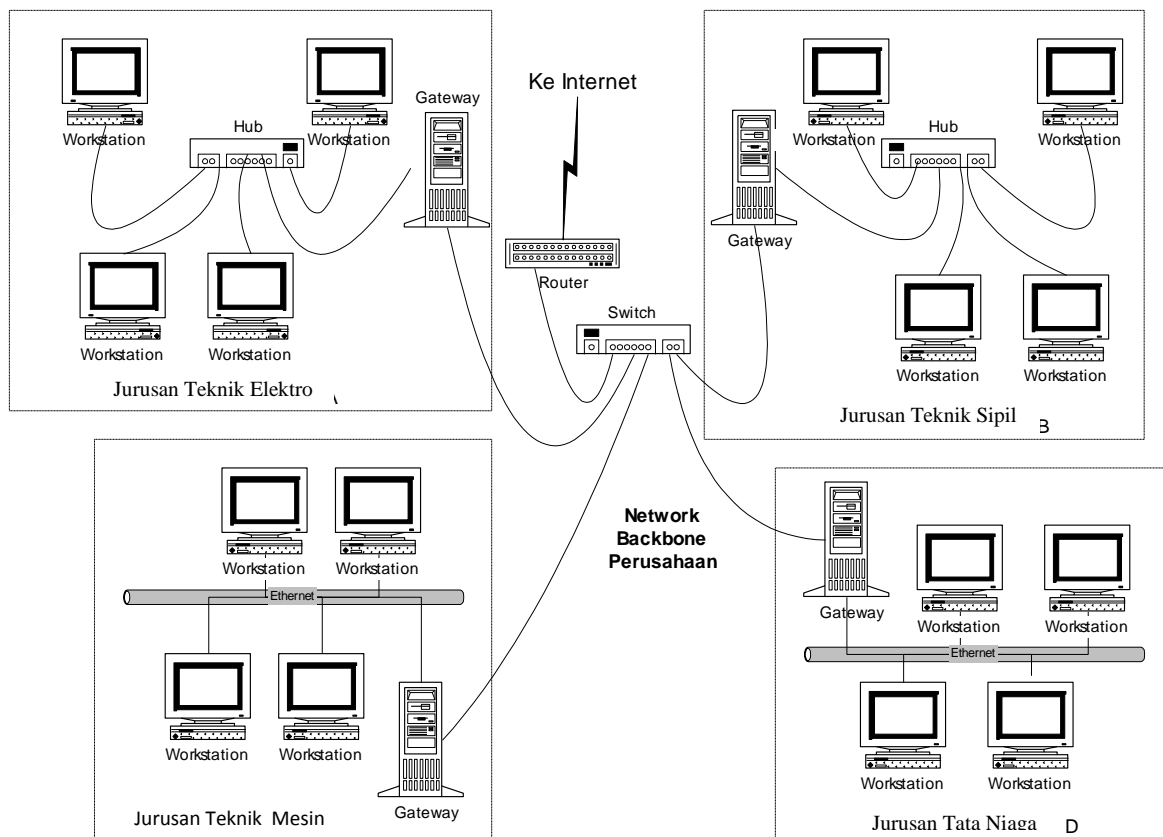 Workstation
Workstation
Hub
Gateway
Workstation
Workstation
Jurusan Teknik Elektro
Ke Internet
Router
Switch
Workstation
Workstation
Hub
Gateway
Workstation
Workstation
Jurusan Teknik Sipil
B
Workstation
Workstation
Ethernet
Workstation
Workstation
Gateway
Jurusan Teknik Mesin
Network
Backbone
Perusahaan
Gateway
Workstation
Workstation
Ethernet
Workstation
Workstation
Jurusan Tata Niaga
D